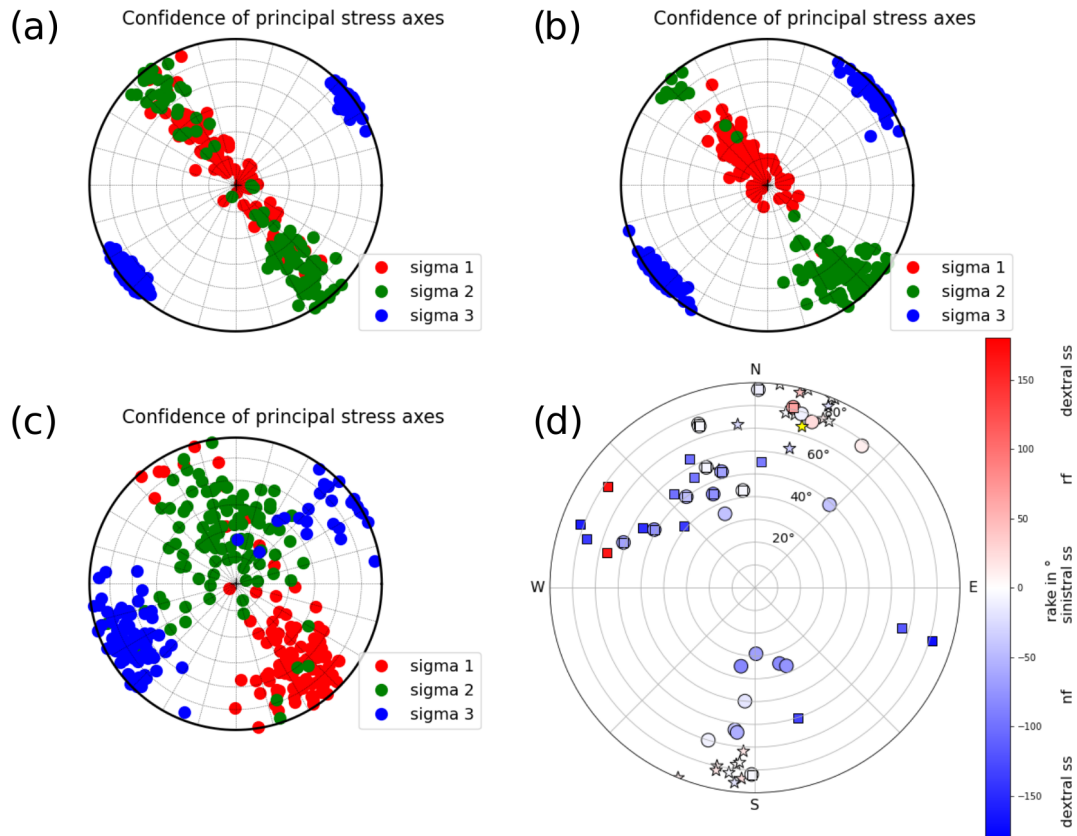 (a)
Confidence of principal stress axes
sigma 1
sigma 2
sigma 3
(b)
Confidence of principal stress axes
sigma 1
sigma 2
sigma 3
(c)
Confidence of principal stress axes
sigma 1
sigma 2
sigma 3
(d)
N
W
E
S
20°
40°
60°
80°
150
100
50
0
−50
−100
−150
rake in °
dextral ss
rf
sinistral ss
nf
dextral ss